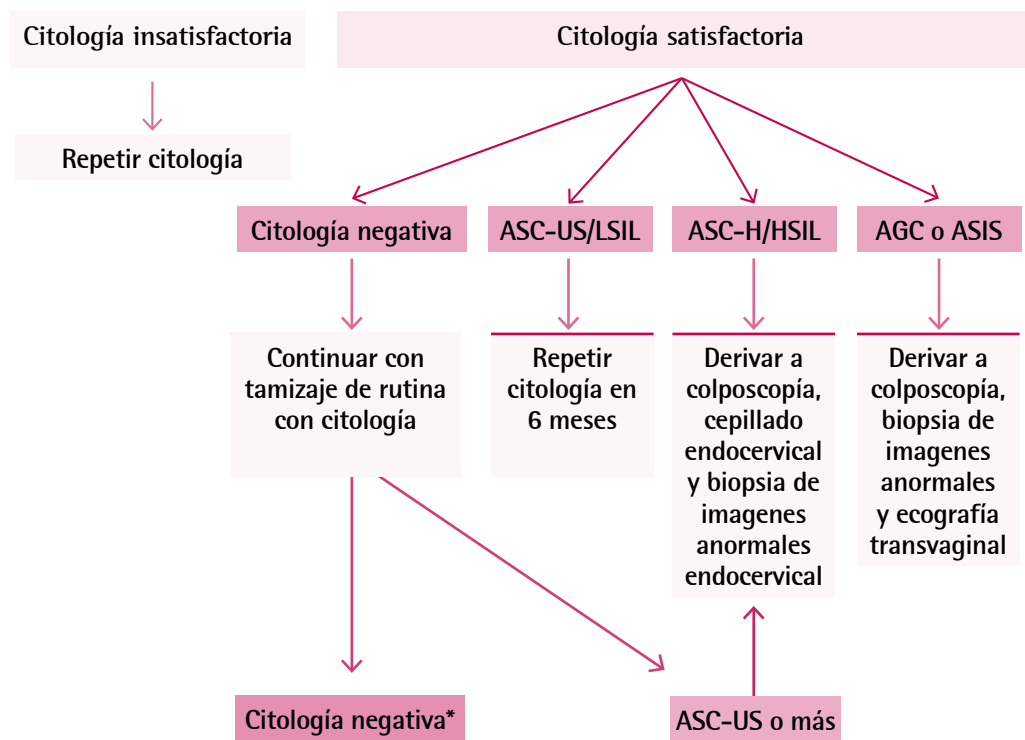 Citología insatisfactoria
Citología satisfactoria
Repetir citología
Citología negativa
ASC-US/LSIL
ASC-H/HSIL
AGC o ASIS
Continuar con
tamizaje de rutina
con citología
Repetir
citología en
6 meses
Derivar a
colposcopía,
cepillado
endocervical
y biopsia de
imagenes
anormales
endocervical
Derivar a
colposcopía,
biopsia de
imagenes
anormales
y ecografía
transvaginal
Citología negativa*
ASC-US o más